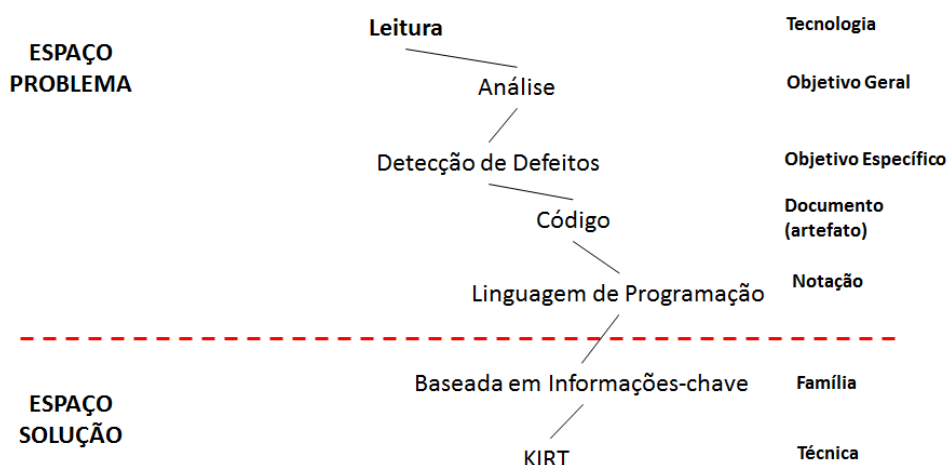 Leitura
Tecnologia
ESPAÇO
PROBLEMA
Análise
Objetivo Geral
Detecção de Defeitos
Objetivo Específico
Código
Documento
(artefato)
Linguagem de Programação
Notação
Baseada em Informações-chave
Família
ESPAÇO
SOLUÇÃO
KIRT
Técnica